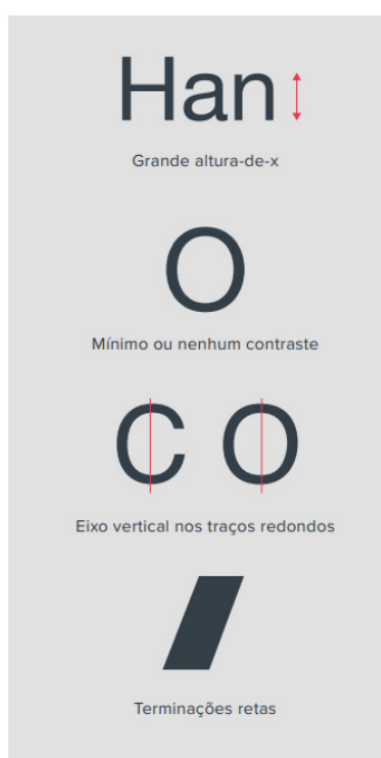 Han
Grande altura-de-x
O
Mínimo ou nenhum contraste
C O
Eixo vertical nos traços redondos
Terminações retas